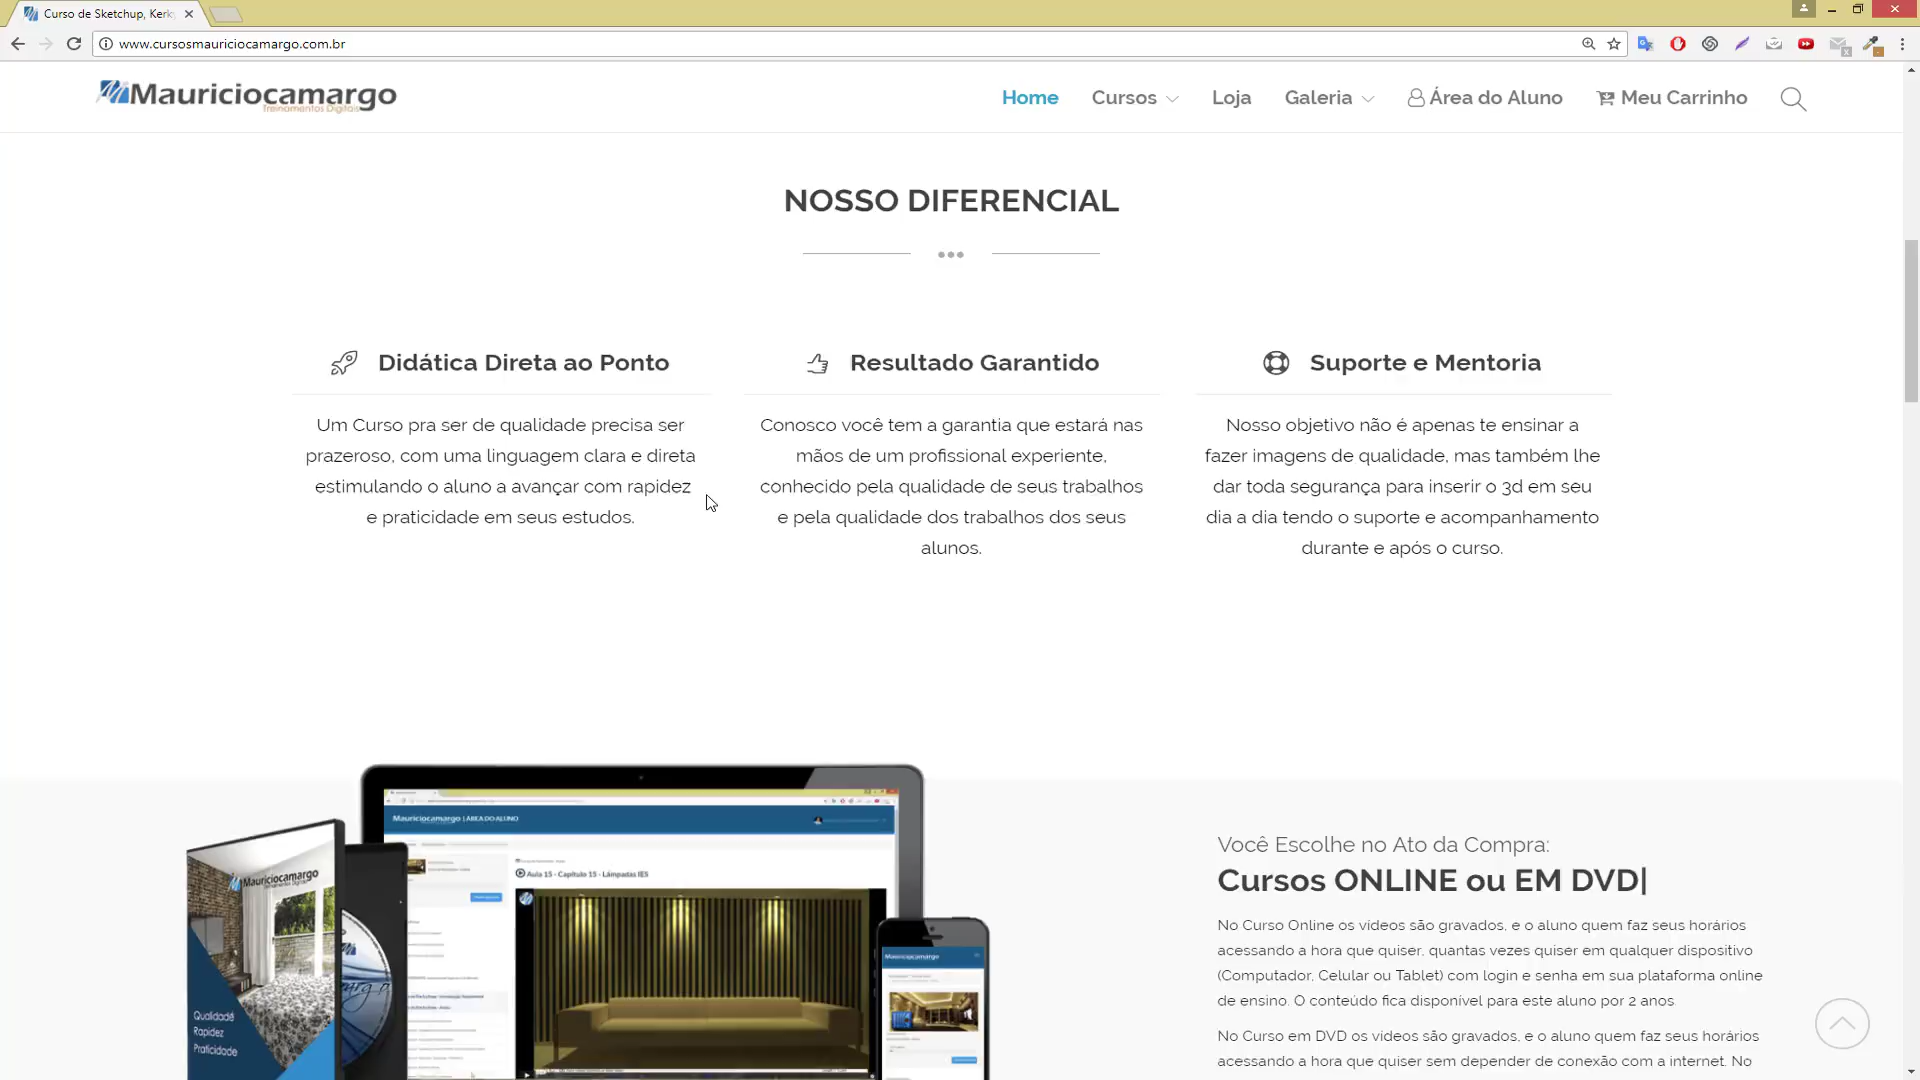 Curso de Sketchup, Kerk
www.cursosmauriciocamargo.com.br
Mauriciocamargo
Treinamentos Digitais
Home
Cursos
Loja
Galeria
Área do Aluno
Meu Carrinho
NOSSO DIFERENCIAL
Didática Direta ao Ponto
Um Curso pra ser de qualidade precisa ser
prazeroso, com uma linguagem clara e direta
estimulando o aluno a avançar com rapidez
e praticidade em seus estudos.
Resultado Garantido
Conosco você tem a garantia que estará nas
mãos de um profissional experiente,
conhecido pela qualidade de seus trabalhos
e pela qualidade dos trabalhos dos seus
alunos.
Suporte e Mentoria
Nosso objetivo não é apenas te ensinar a
fazer imagens de qualidade, mas também lhe
dar toda segurança para inserir o 3d em seu
dia a dia tendo o suporte e acompanhamento
durante e após o curso.
Mauriciocamargo
Qualidade
Rapidez
Praticidade
Mauriciocamargo | ÁREA DO ALUNO
Aula 15 - Capítulo 15 - Lâmpadas IES
Mauriciocamargo
Você Escolhe no Ato da Compra:
Cursos ONLINE ou EM DVD|
No Curso Online os vídeos são gravados, e o aluno quem faz seus horários
acessando a hora que quiser, quantas vezes quiser em qualquer dispositivo
(Computador, Celular ou Tablet) com login e senha em sua plataforma online
de ensino. O conteúdo fica disponível para este aluno por 2 anos.
No Curso em DVD os vídeos são gravados, e o aluno quem faz seus horários
acessando a hora que quiser sem depender de conexão com a internet. No